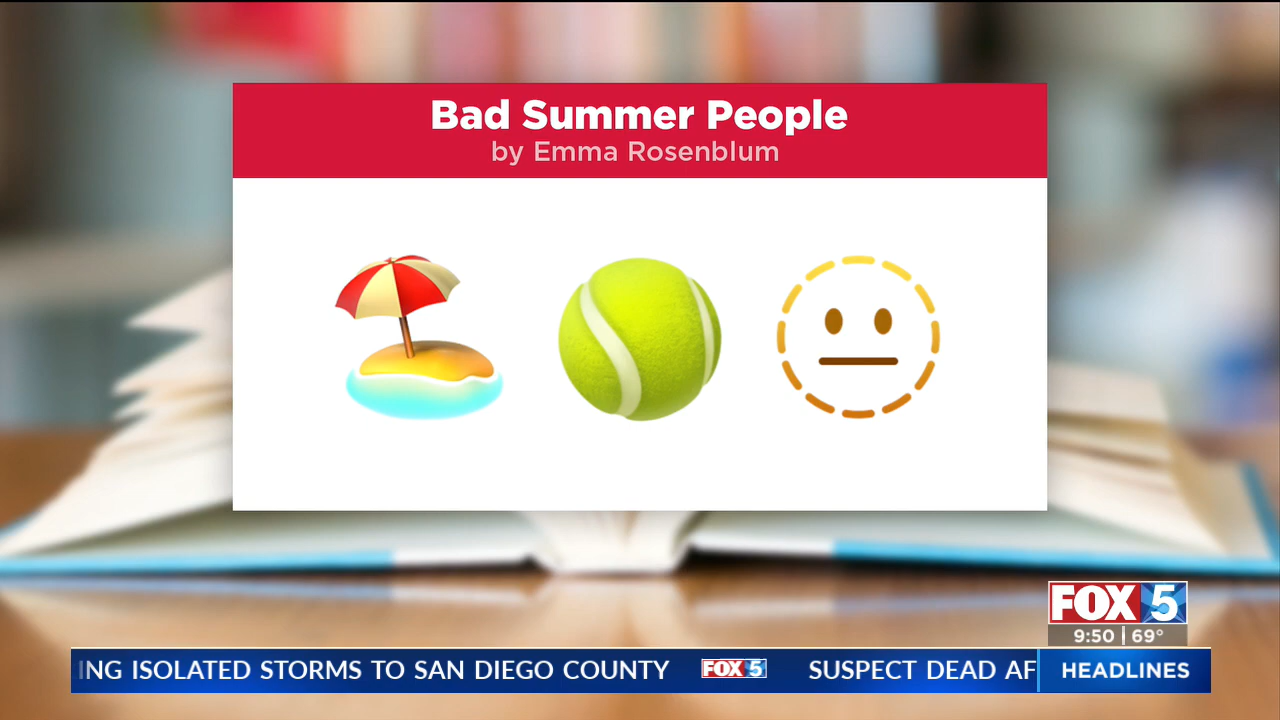 Bad Summer People
by Emma Rosenblum
FOX 5
9:50 | 69°
ING ISOLATED STORMS TO SAN DIEGO COUNTY FOX 5 SUSPECT DEAD AF HEADLINES